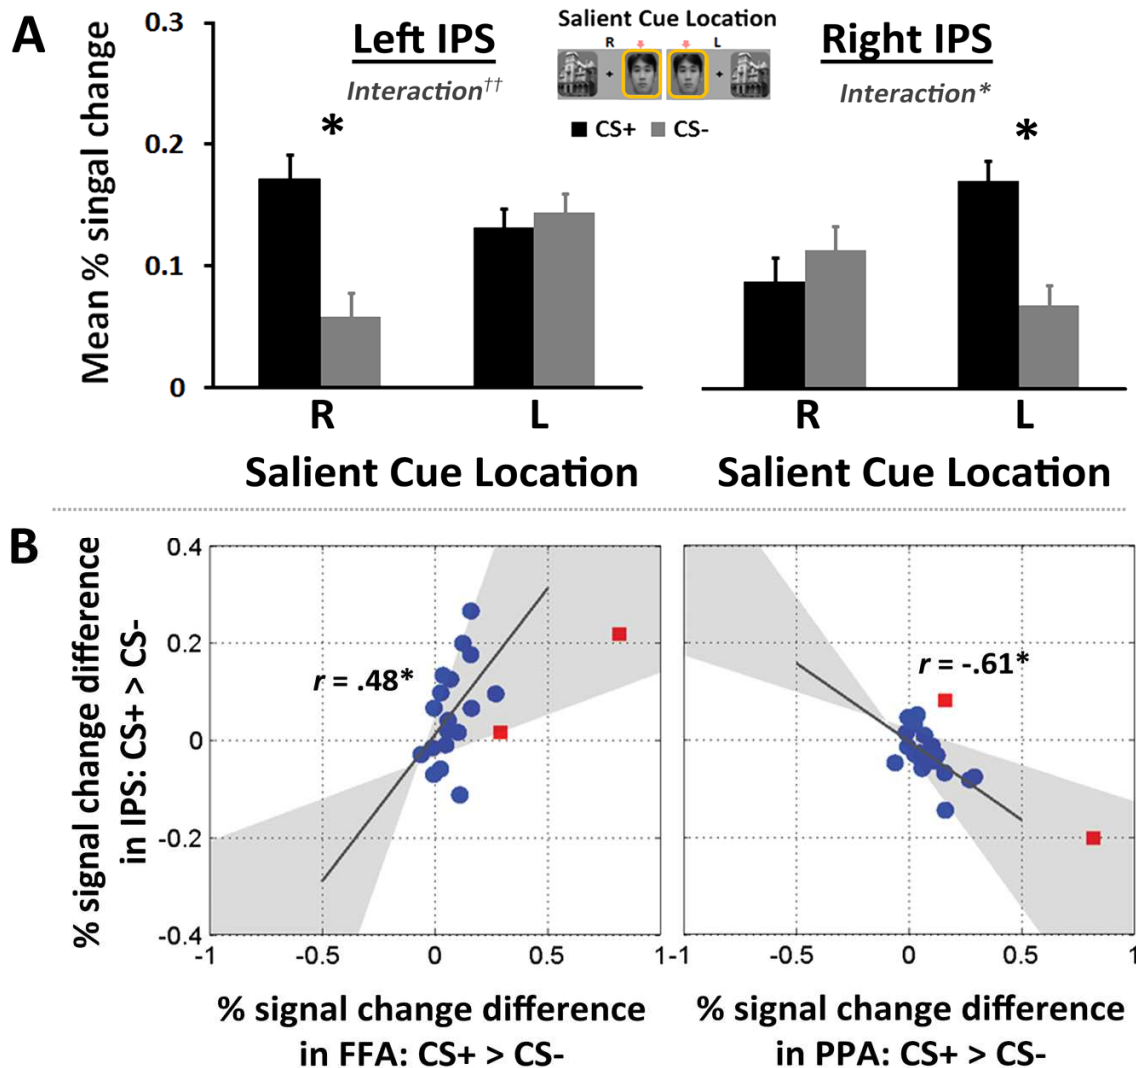 A
Left IPS
Interaction††
Salient Cue Location
R
L
+
+
CS+
CS-
Right IPS
Interaction*
Mean % singal change
0.3
0.2
0.1
0
*
*
R
L
R
L
Salient Cue Location
Salient Cue Location
B
% signal change difference
in IPS: CS+ > CS-
0.4
0.2
0
-0.2
-0.4
r = .48*
r = -.61*
-1
-0.5
0
0.5
1
-1
-0.5
0
0.5
1
% signal change difference
in FFA: CS+ > CS-
% signal change difference
in PPA: CS+ > CS-